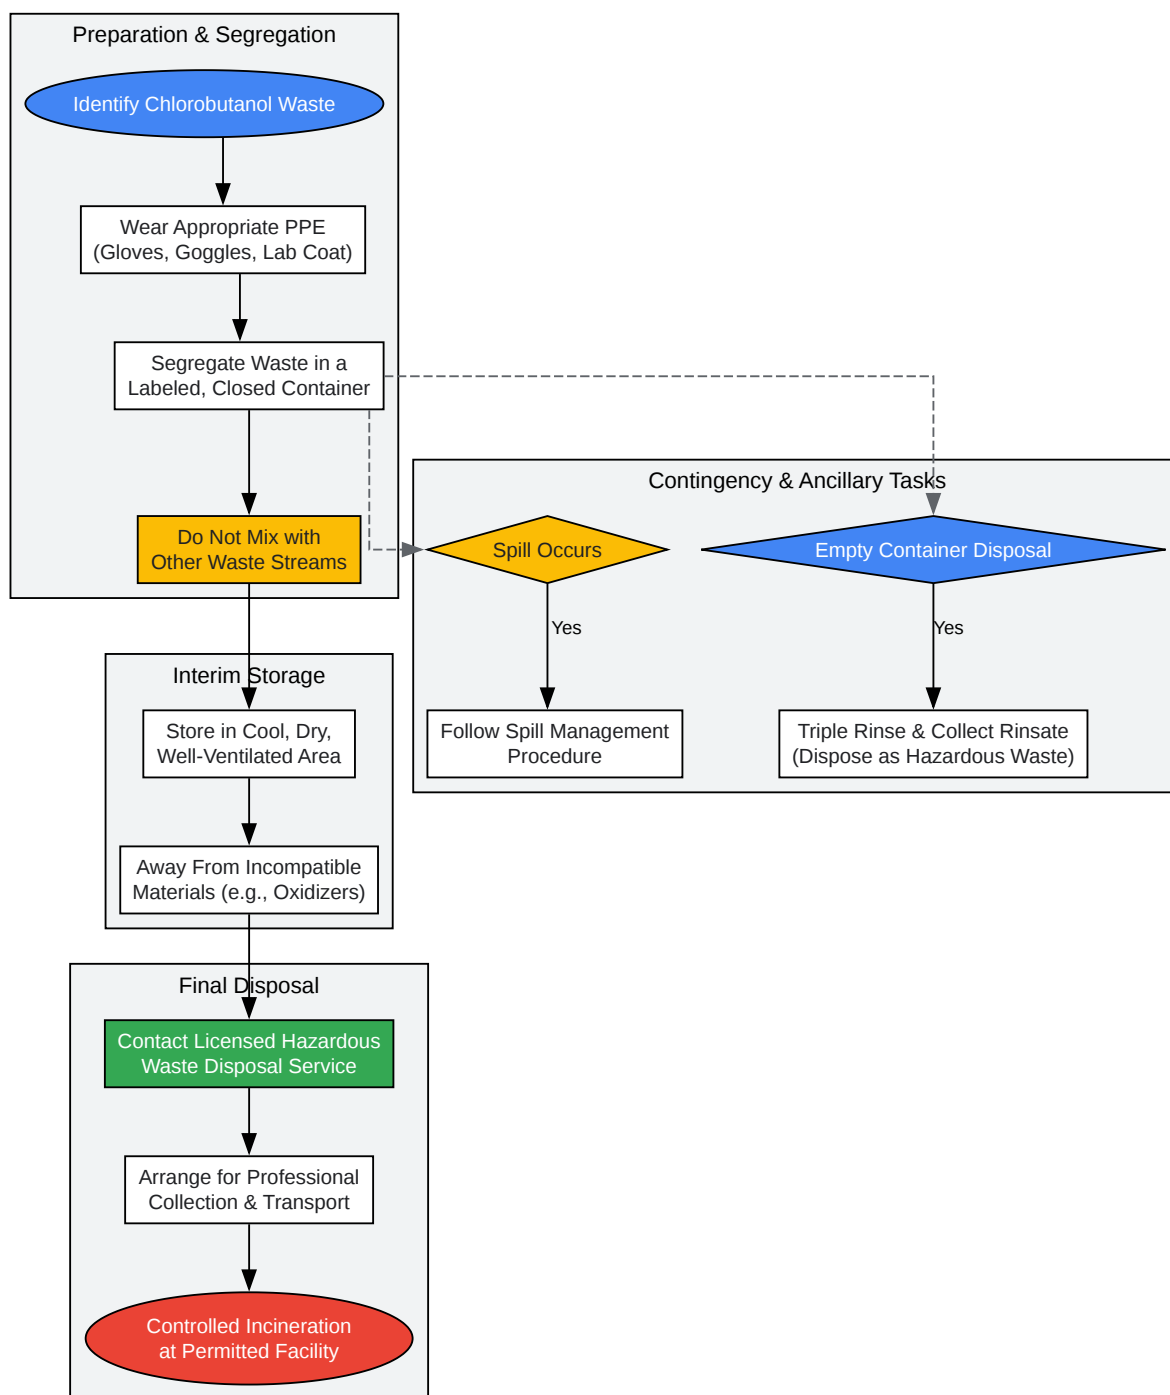 Preparation & Segregation
Identify Chlorobutanol Waste
Wear Appropriate PPE
(Gloves, Goggles, Lab Coat)
Segregate Waste in a
Labeled, Closed Container
Do Not Mix with
Other Waste Streams
Contingency & Ancillary Tasks
Spill Occurs
Empty Container Disposal
Yes
Yes
Follow Spill Management
Procedure
Triple Rinse & Collect Rinsate
(Dispose as Hazardous Waste)
Interim Storage
Store in Cool, Dry,
Well-Ventilated Area
Away From Incompatible
Materials (e.g., Oxidizers)
Final Disposal
Contact Licensed Hazardous
Waste Disposal Service
Arrange for Professional
Collection & Transport
Controlled Incineration
at Permitted Facility